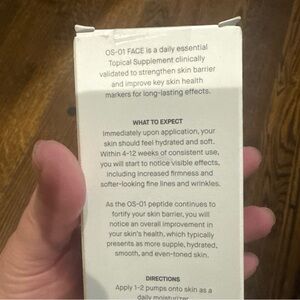 OS-01 FACE is a daily essential
Topical Supplement clinically
validated to strengthen skin barrier
and improve key skin health
markers for long-lasting effects.
WHAT TO EXPECT
Immediately upon application, your
skin should feel hydrated and soft.
Within 4-12 weeks of consistent use,
you will start to notice visible effects,
including increased firmness and
softer-looking fine lines and wrinkles.
As the OS-01 peptide continues to
fortify your skin barrier, you will
notice an overall improvement in
your skin's health, which typically
presents as more supple, hydrated,
smooth, and even-toned skin.
DIRECTIONS
Apply 1-2 pumps onto skin as a
daily moisturizer